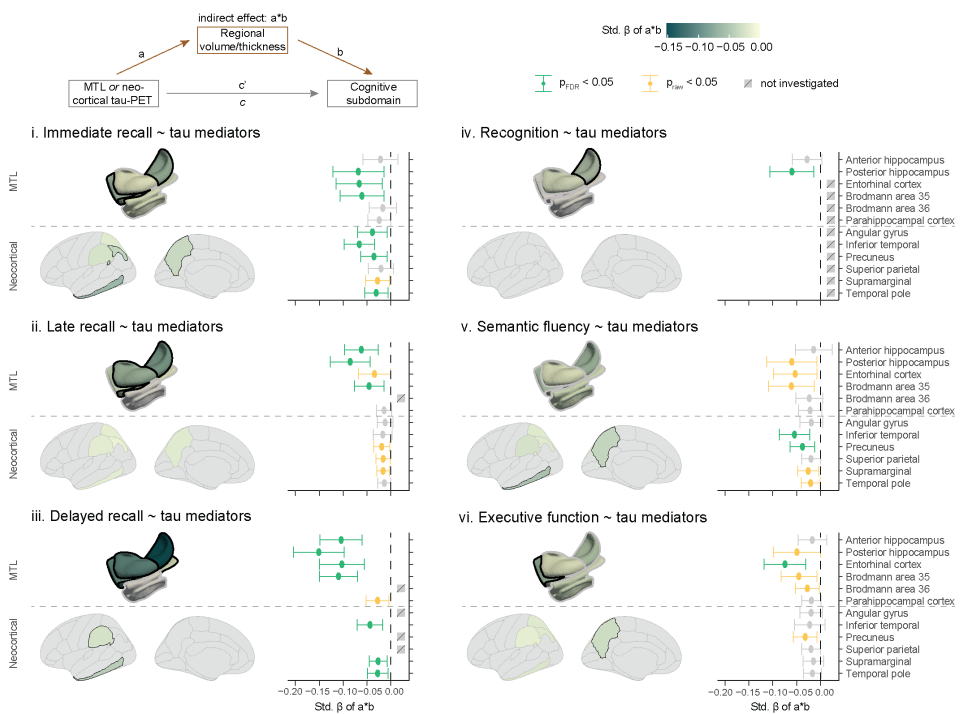 indirect effect: a*b
Regional
volume/thickness
a
b
MTL or neo-
cortical tau-PET
c'
c
Cognitive
subdomain
Std. β of a*b
−0.15 −0.10 −0.05 0.00
pFDR < 0.05
praw < 0.05
not investigated
i. Immediate recall ~ tau mediators
MTL
Neocortical
iv. Recognition ~ tau mediators
Anterior hippocampus
Posterior hippocampus
Entorhinal cortex
Brodmann area 35
Brodmann area 36
Parahippocampal cortex
Angular gyrus
Inferior temporal
Precuneus
Superior parietal
Supramarginal
Temporal pole
ii. Late recall ~ tau mediators
MTL
Neocortical
v. Semantic fluency ~ tau mediators
Anterior hippocampus
Posterior hippocampus
Entorhinal cortex
Brodmann area 35
Brodmann area 36
Parahippocampal cortex
Angular gyrus
Inferior temporal
Precuneus
Superior parietal
Supramarginal
Temporal pole
iii. Delayed recall ~ tau mediators
MTL
Neocortical
−0.20 −0.15 −0.10 −0.05 0.00
Std. β of a*b
vi. Executive function ~ tau mediators
Anterior hippocampus
Posterior hippocampus
Entorhinal cortex
Brodmann area 35
Brodmann area 36
Parahippocampal cortex
Angular gyrus
Inferior temporal
Precuneus
Superior parietal
Supramarginal
Temporal pole
−0.20 −0.15 −0.10 −0.05 0.00
Std. β of a*b